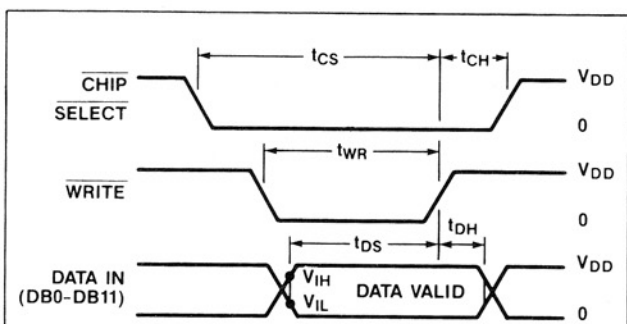 tCS tCH
CHIP SELECT VDD
0
tWR
WRITE VDD
0
tDS tDH
DATA IN (DB0–DB11) VIH VIL DATA VALID VDD
0